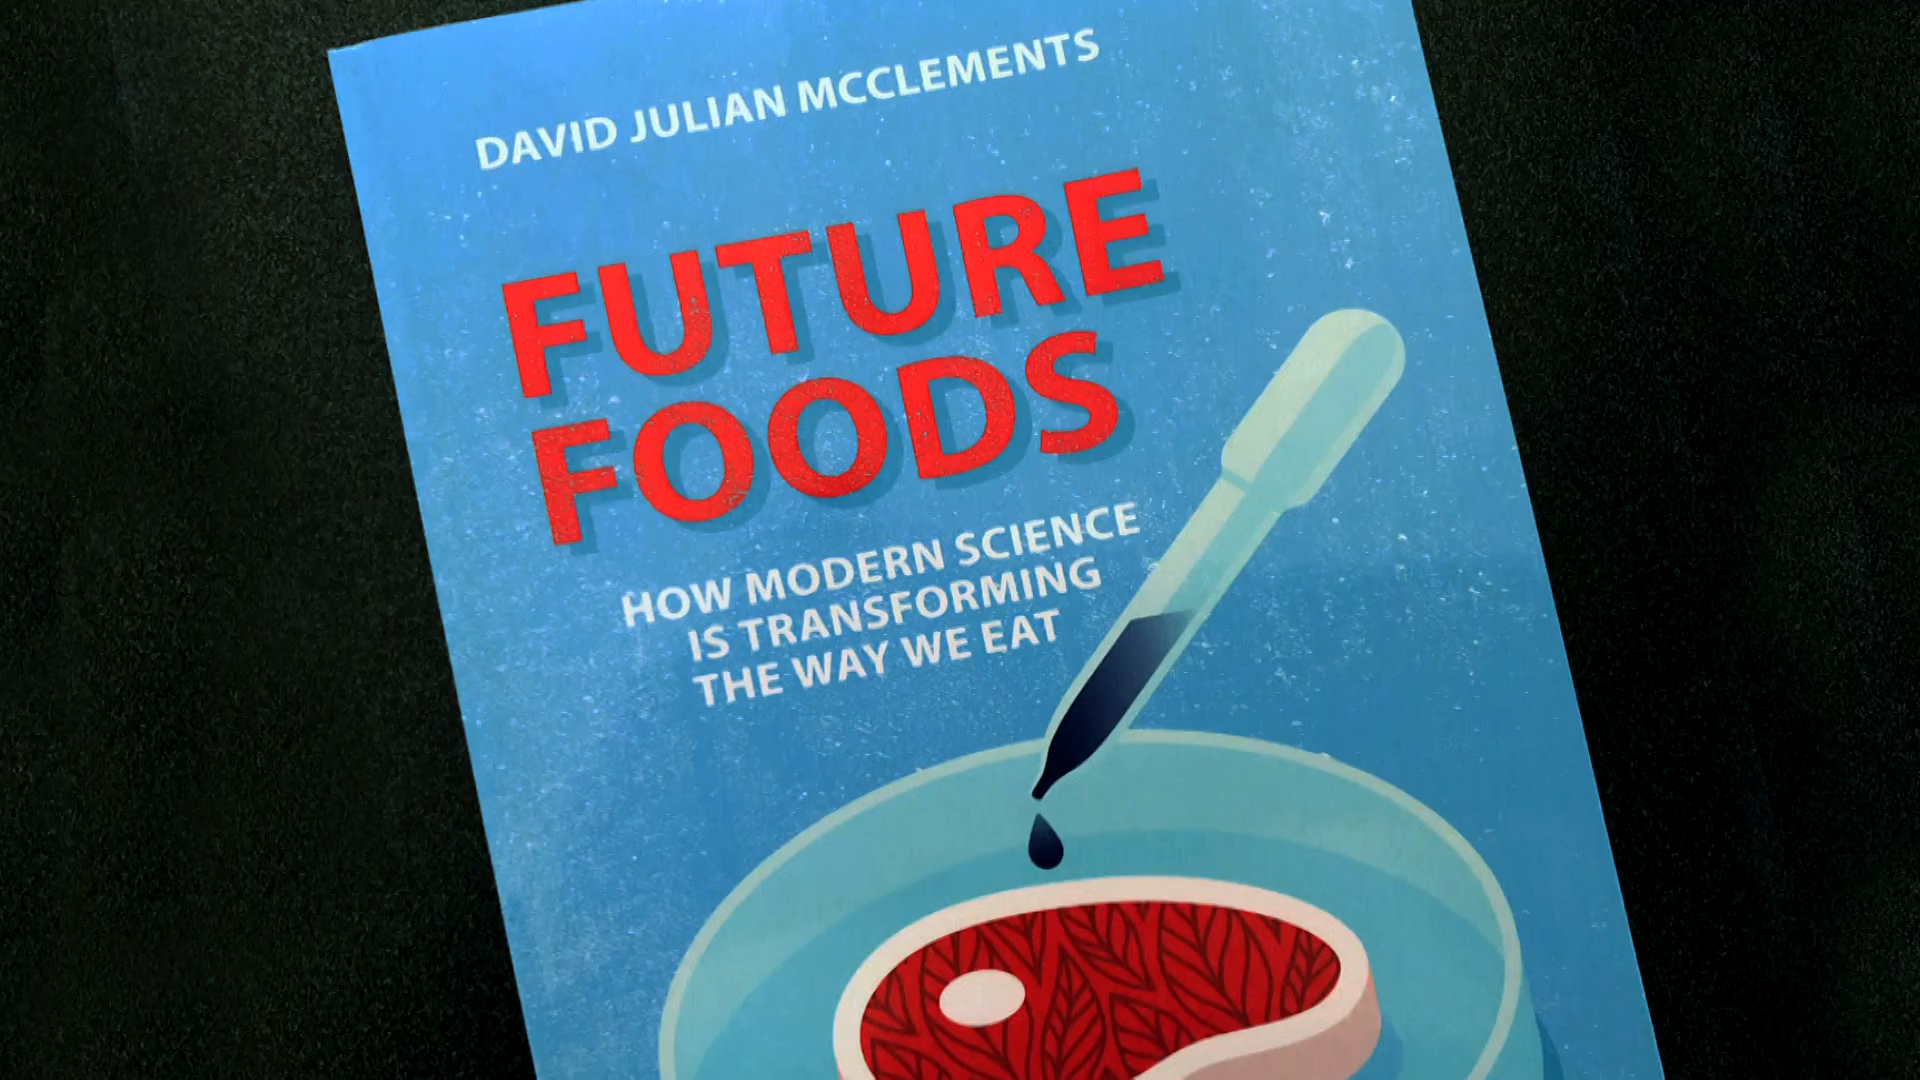 DAVID JULIAN MCCLEMENTS
FUTURE
FOODS
HOW MODERN SCIENCE
IS TRANSFORMING
THE WAY WE EAT